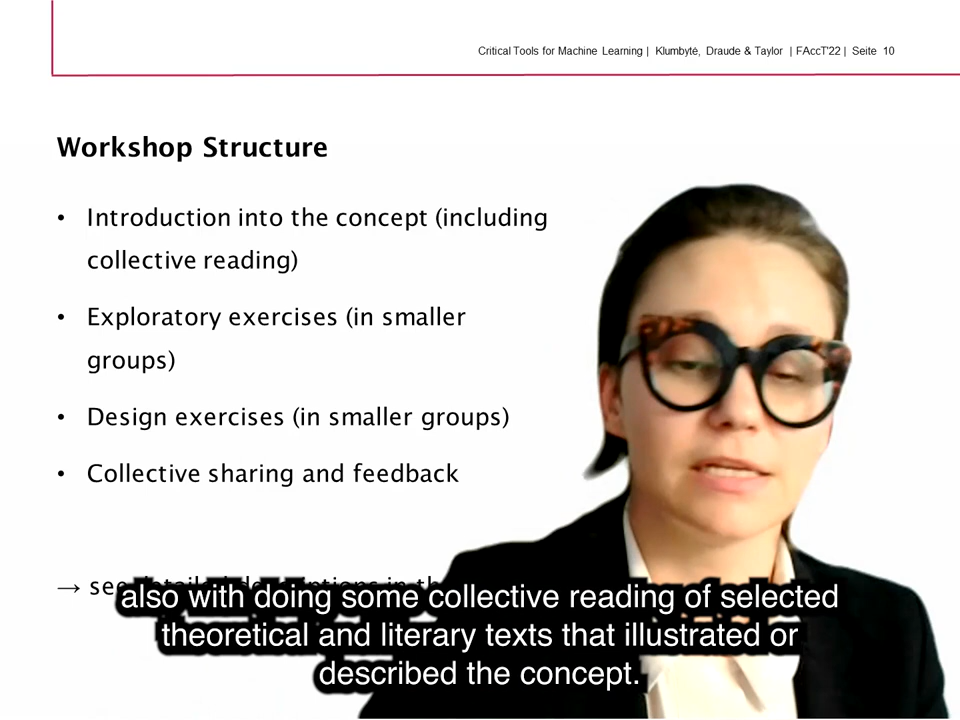 Critical Tools for Machine Learning | Klumbytė, Draude & Taylor | FAccT'22 | Seite 10
Workshop Structure
• Introduction into the concept (including
collective reading)
• Exploratory exercises (in smaller
groups)
• Design exercises (in smaller groups)
• Collective sharing and feedback
→ see
also with doing some collective reading of selected
theoretical and literary texts that illustrated or
described the concept.